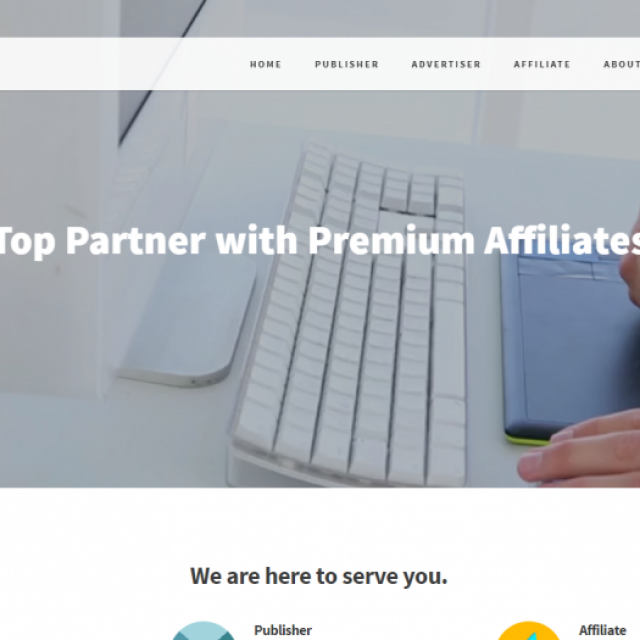 HOME PUBLISHER ADVERTISER AFFILIATE ABOUT
Top Partner with Premium Affiliates
We are here to serve you.
Publisher Affiliate